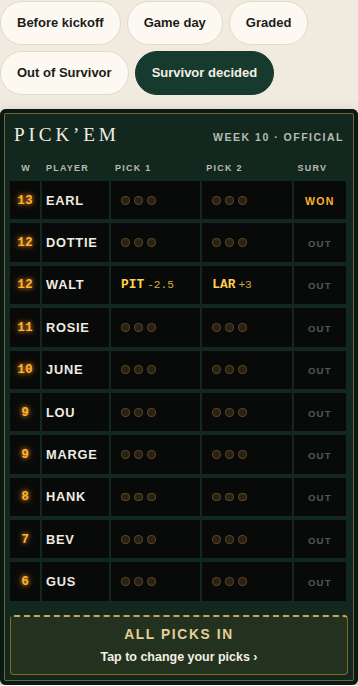 Before kickoff Game day Graded
Out of Survivor Survivor decided
PICK’EM WEEK 10 · OFFICIAL
W PLAYER PICK 1 PICK 2 SURV
13 EARL WON
12 DOTTIE OUT
12 WALT PIT -2.5 LAR +3 OUT
11 ROSIE OUT
10 JUNE OUT
9 LOU OUT
9 MARGE OUT
8 HANK OUT
7 BEV OUT
6 GUS OUT
ALL PICKS IN
Tap to change your picks ›